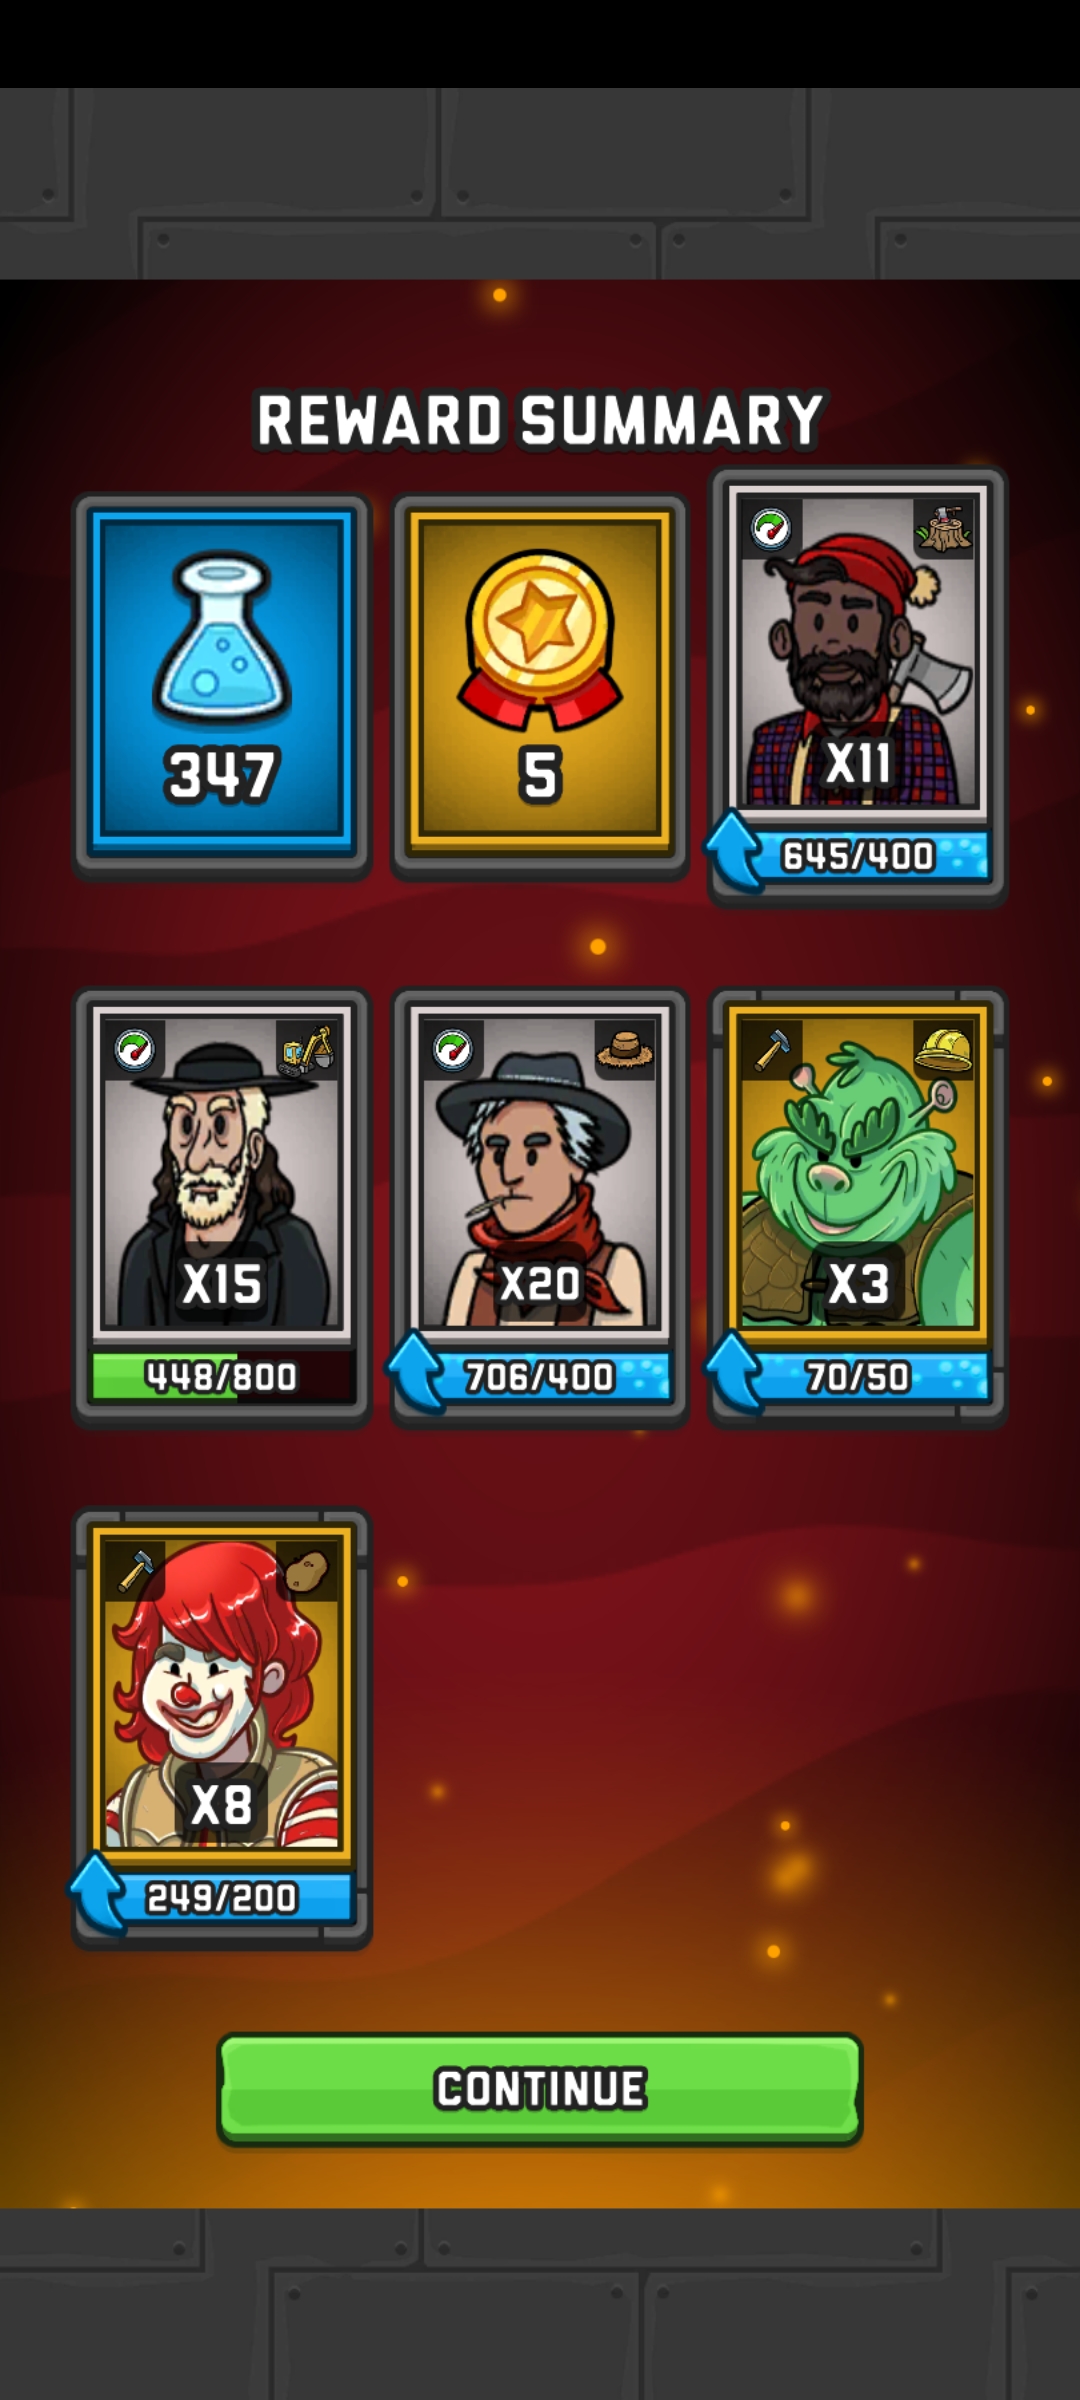 REWARD SUMMARY
347
5
X11
645/400
X15
448/800
X20
706/400
X3
70/50
X8
249/200
CONTINUE